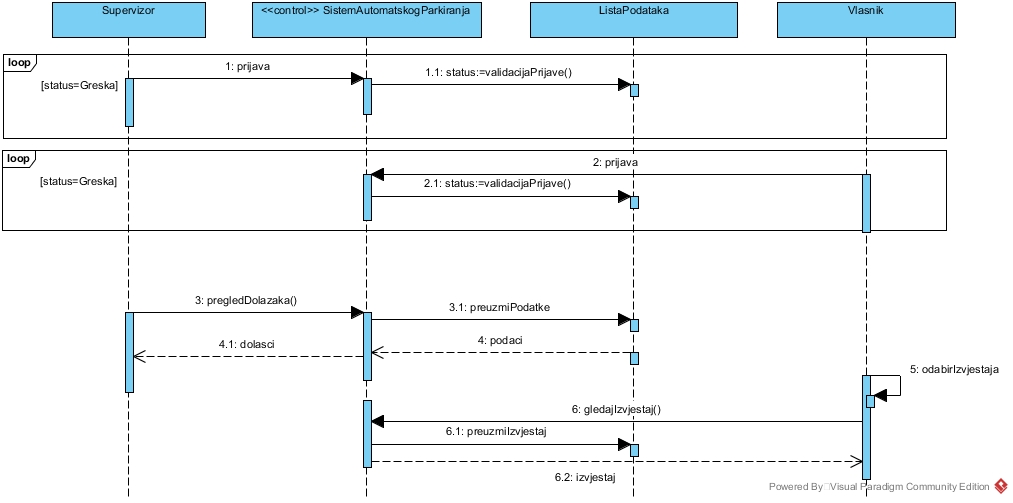 Supervizor
<<control>> SistemAutomatskogParkiranja
ListaPodataka
Vlasnik
loop
[status=Greska]
1: prijava
1.1: status:=validacijaPrijave()
loop
[status=Greska]
2: prijava
2.1: status:=validacijaPrijave()
3: pregledDolazaka()
3.1: preuzmiPodatke
4: podaci
4.1: dolasci
5: odabirIzvjestaja
6: gledajIzvjestaj()
6.1: preuzmiIzvjestaj
6.2: izvjestaj
Powered By Visual Paradigm Community Edition